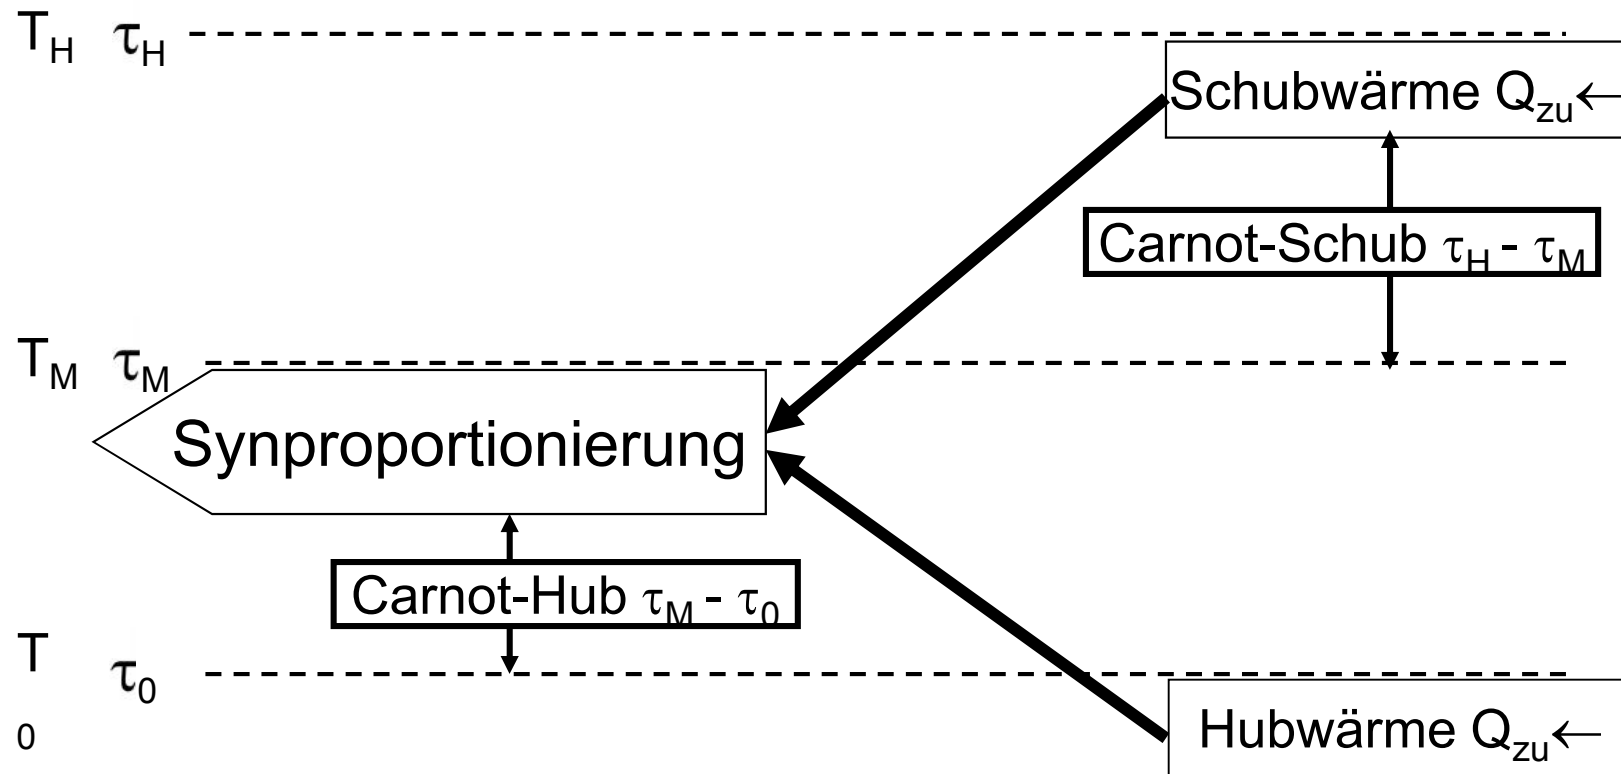 T_H τ_H
Schubwärme Q_zu←
Carnot-Schub τ_H - τ_M
T_M τ_M
Synproportionierung
Carnot-Hub τ_M - τ_0
T τ_0
0
Hubwärme Q_zu←